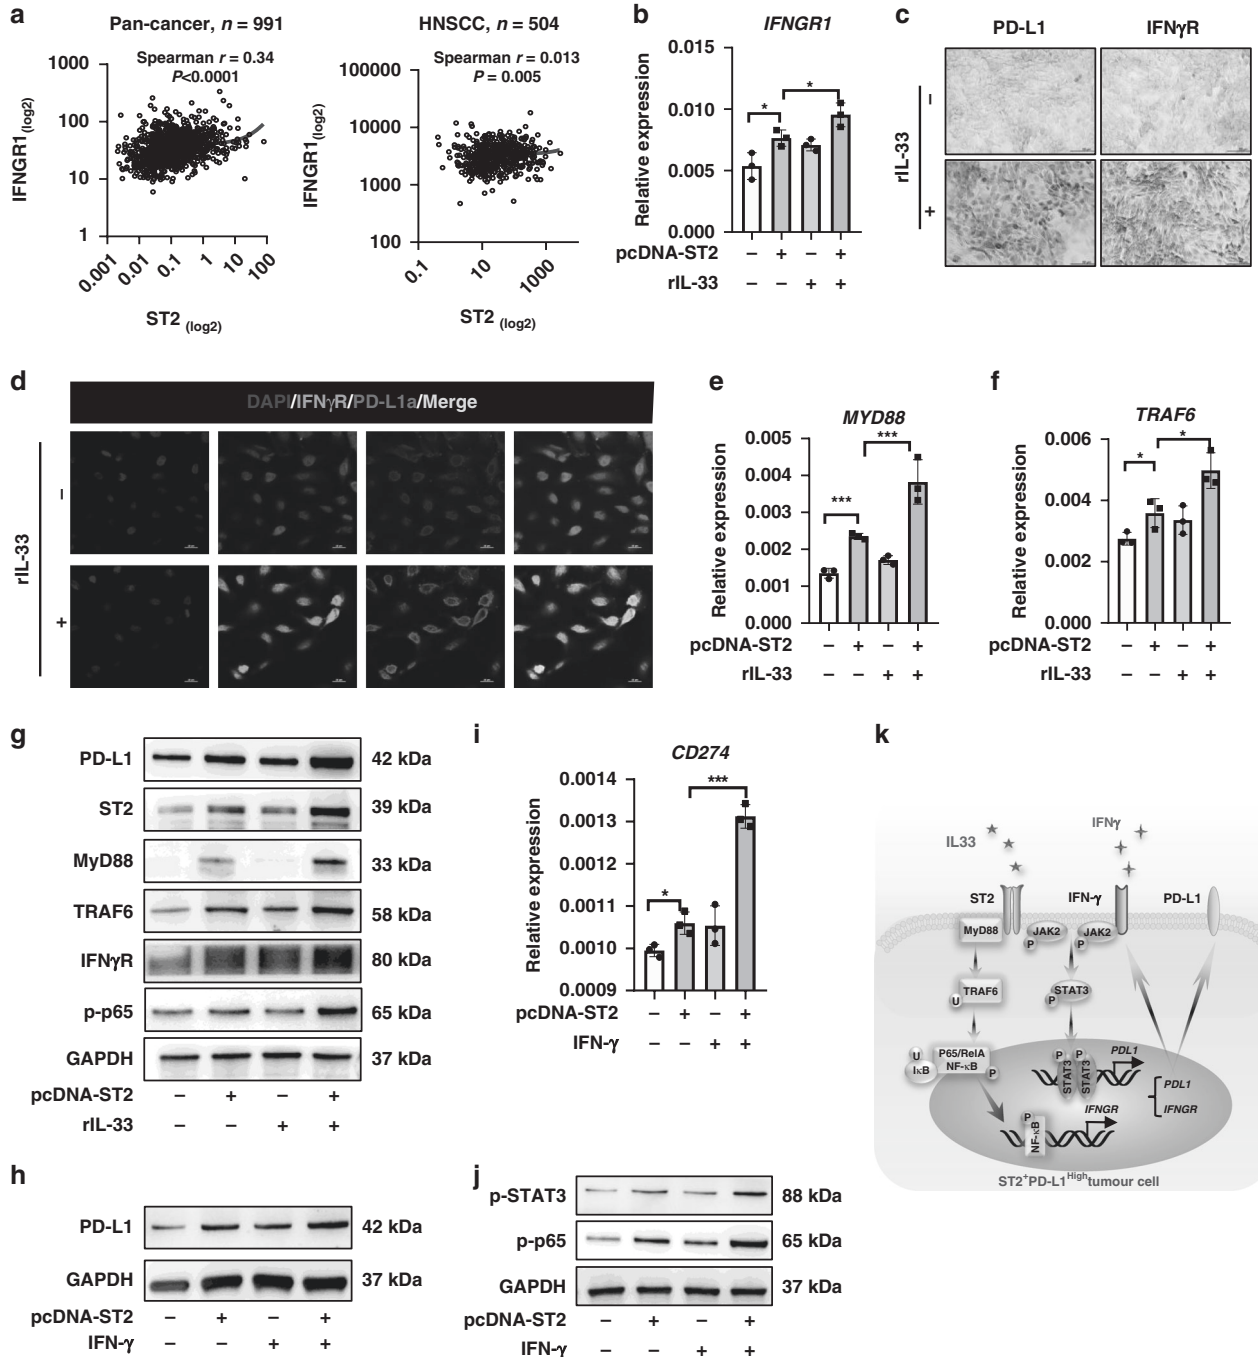 a
Pan-cancer, n = 991
Spearman r = 0.34
P<0.0001
IFNGR1(log2)
1000
100
10
1
0.001
0.01
0.1
1
10
100
ST2 (log2)
HNSCC, n = 504
Spearman r = 0.013
P = 0.005
IFNGR1(log2)
100000
10000
1000
100
0.1
10
1000
ST2 (log2)
b
IFNGR1
Relative expression
0.015
0.010
0.005
0.000
* *
pcDNA-ST2 – + – +
rIL-33 – – + +
c
PD-L1 IFNγR
rIL-33
–
+
d
DAPI/IFNγR/PD-L1a/Merge
rIL-33
–
+
e
MYD88
Relative expression
0.005
0.004
0.003
0.002
0.001
0.000
*** ***
pcDNA-ST2 – + – +
rIL-33 – – + +
f
TRAF6
Relative expression
0.006
0.004
0.002
0.000
* *
pcDNA-ST2 – + – +
rIL-33 – – + +
g
PD-L1 42 kDa
ST2 39 kDa
MyD88 33 kDa
TRAF6 58 kDa
IFNγR 80 kDa
p-p65 65 kDa
GAPDH 37 kDa
pcDNA-ST2 – + – +
rIL-33 – – + +
h
PD-L1 42 kDa
GAPDH 37 kDa
pcDNA-ST2 – + – +
IFN-γ – – + +
i
CD274
Relative expression
0.0014
0.0013
0.0012
0.0011
0.0010
0.0009
* ***
pcDNA-ST2 – + – +
IFN-γ – – + +
j
p-STAT3 88 kDa
p-p65 65 kDa
GAPDH 37 kDa
pcDNA-ST2 – + – +
IFN-γ – – + +
k
IL33
IFNγ
ST2
IFN-γ
PD-L1
MyD88
JAK2
P
JAK2
P
TRAF6
U
STAT3
P
U
IκB
P65/RelA
NF-κB
P
P
P
STAT3
STAT3
PDL1
PDL1
IFNGR
P
NF-κB
IFNGR
ST2+PD-L1High tumour cell